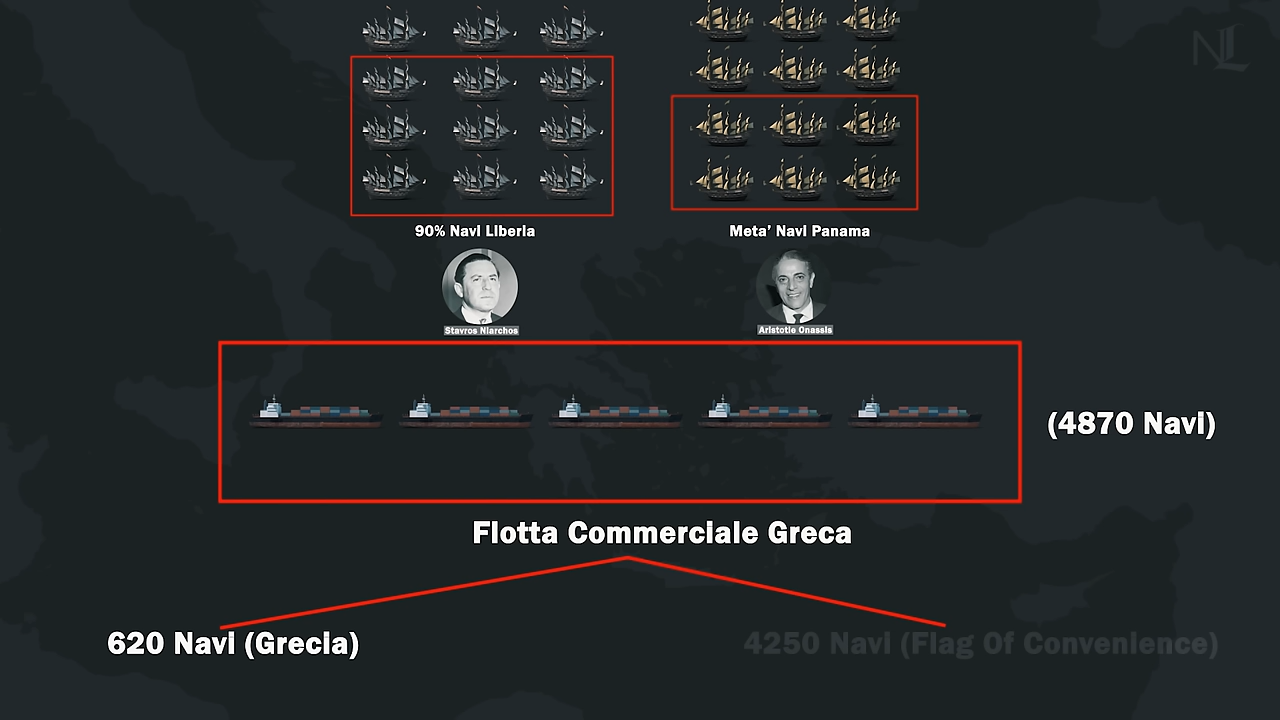 NL
90% Navi Liberia
Meta' Navi Panama
Stavros Niarchos
Aristotle Onassis
(4870 Navi)
Flotta Commerciale Greca
620 Navi (Grecia)
4250 Navi (Flag Of Convenience)